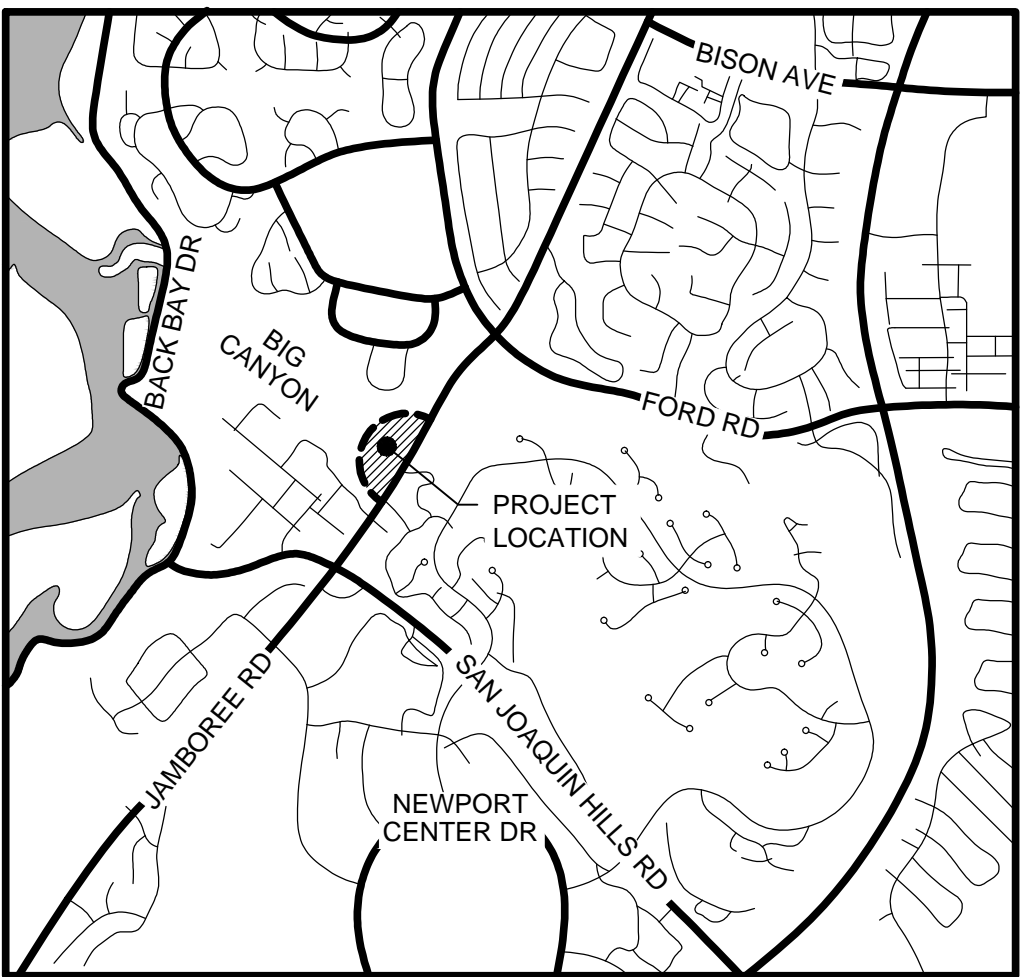 BISON AVE
BACK BAY DR
BIG
CANYON
FORD RD
PROJECT
LOCATION
JAMBOREE RD
SAN JOAQUIN HILLS RD
NEWPORT
CENTER DR